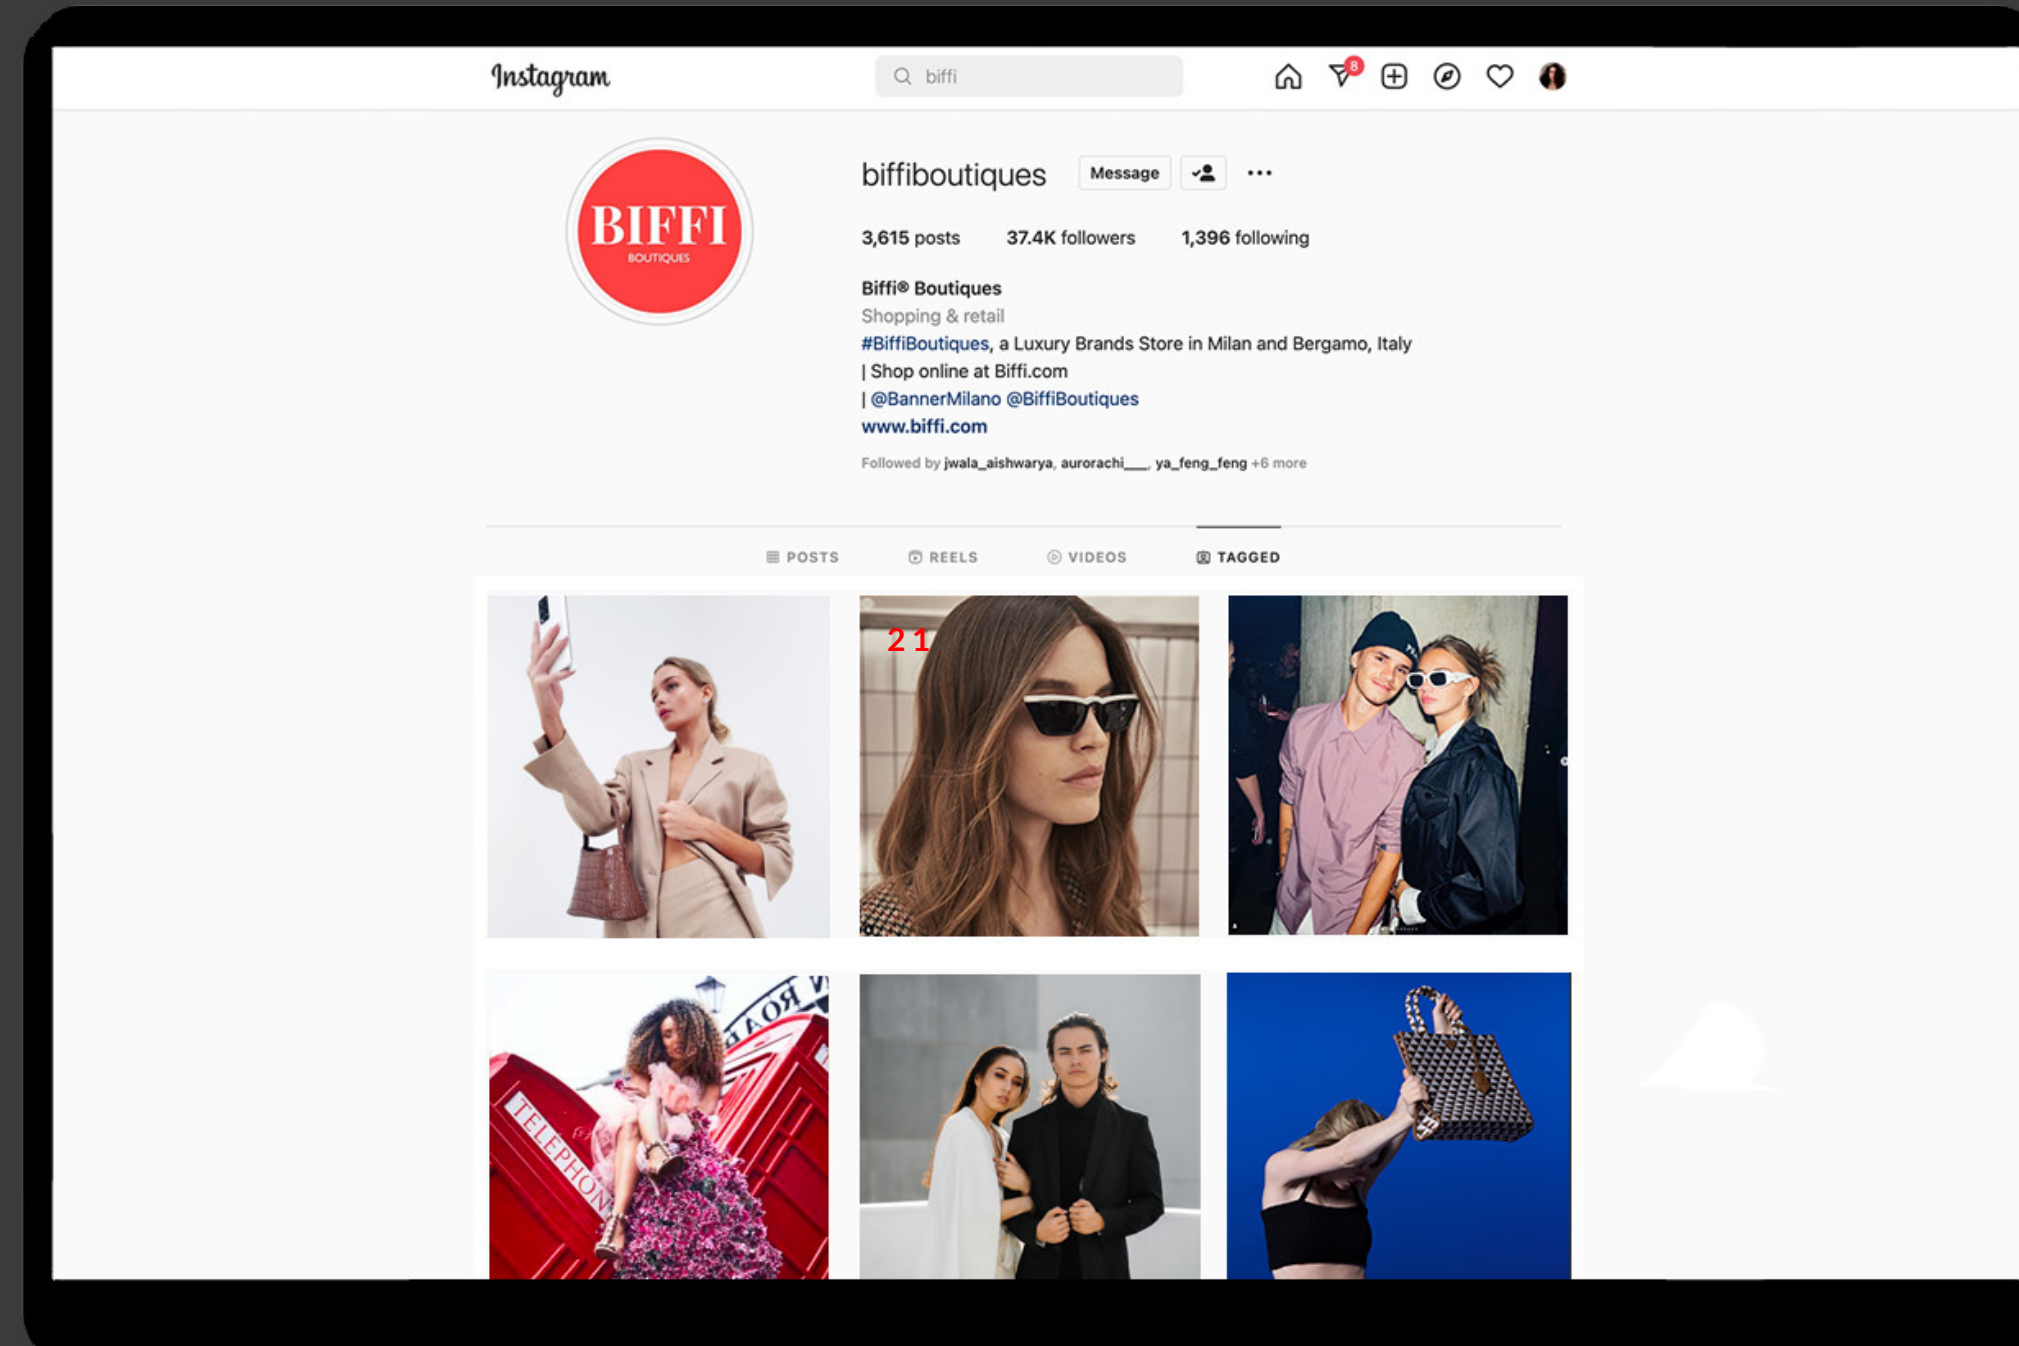 Instagram
biffi
8
BIFFI
BOUTIQUES
biffiboutiques
Message
3,615 posts 37.4K followers 1,396 following
Biffi® Boutiques
Shopping & retail
#BiffiBoutiques, a Luxury Brands Store in Milan and Bergamo, Italy
| Shop online at Biffi.com
| @BannerMilano @BiffiBoutiques
www.biffi.com
Followed by jwala_aishwarya, aurorachi___, ya_feng_feng +6 more
POSTS REELS VIDEOS TAGGED
2 1
TELEPHON
N ROAD